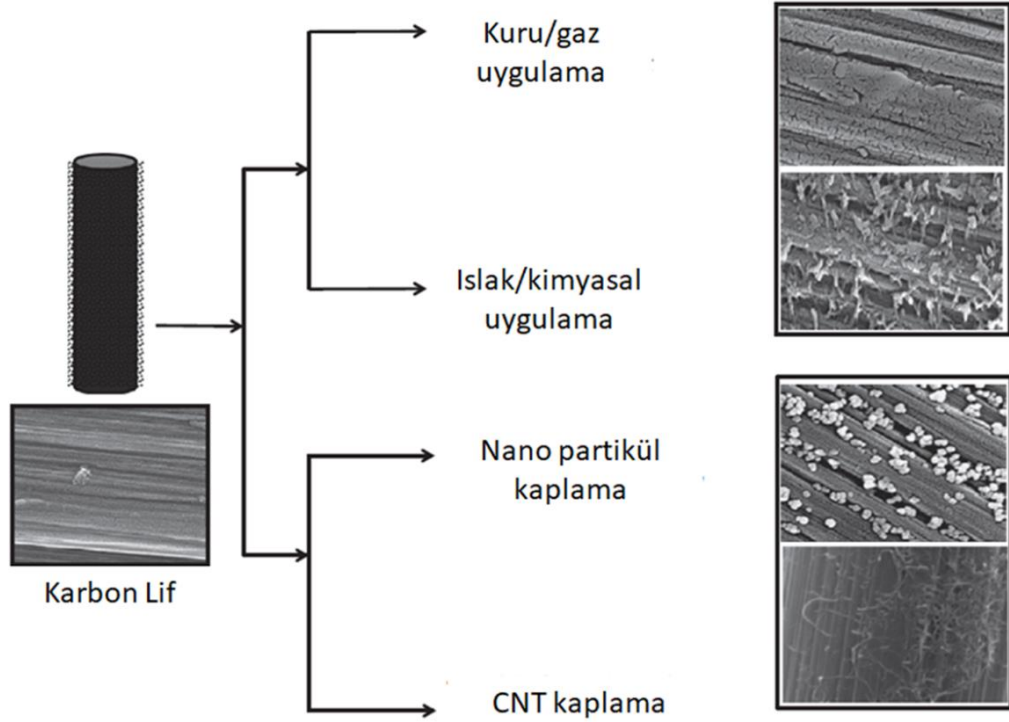 Kuru/gaz
uygulama
Islak/kimyasal
uygulama
Nano partikül
kaplama
Karbon Lif
CNT kaplama